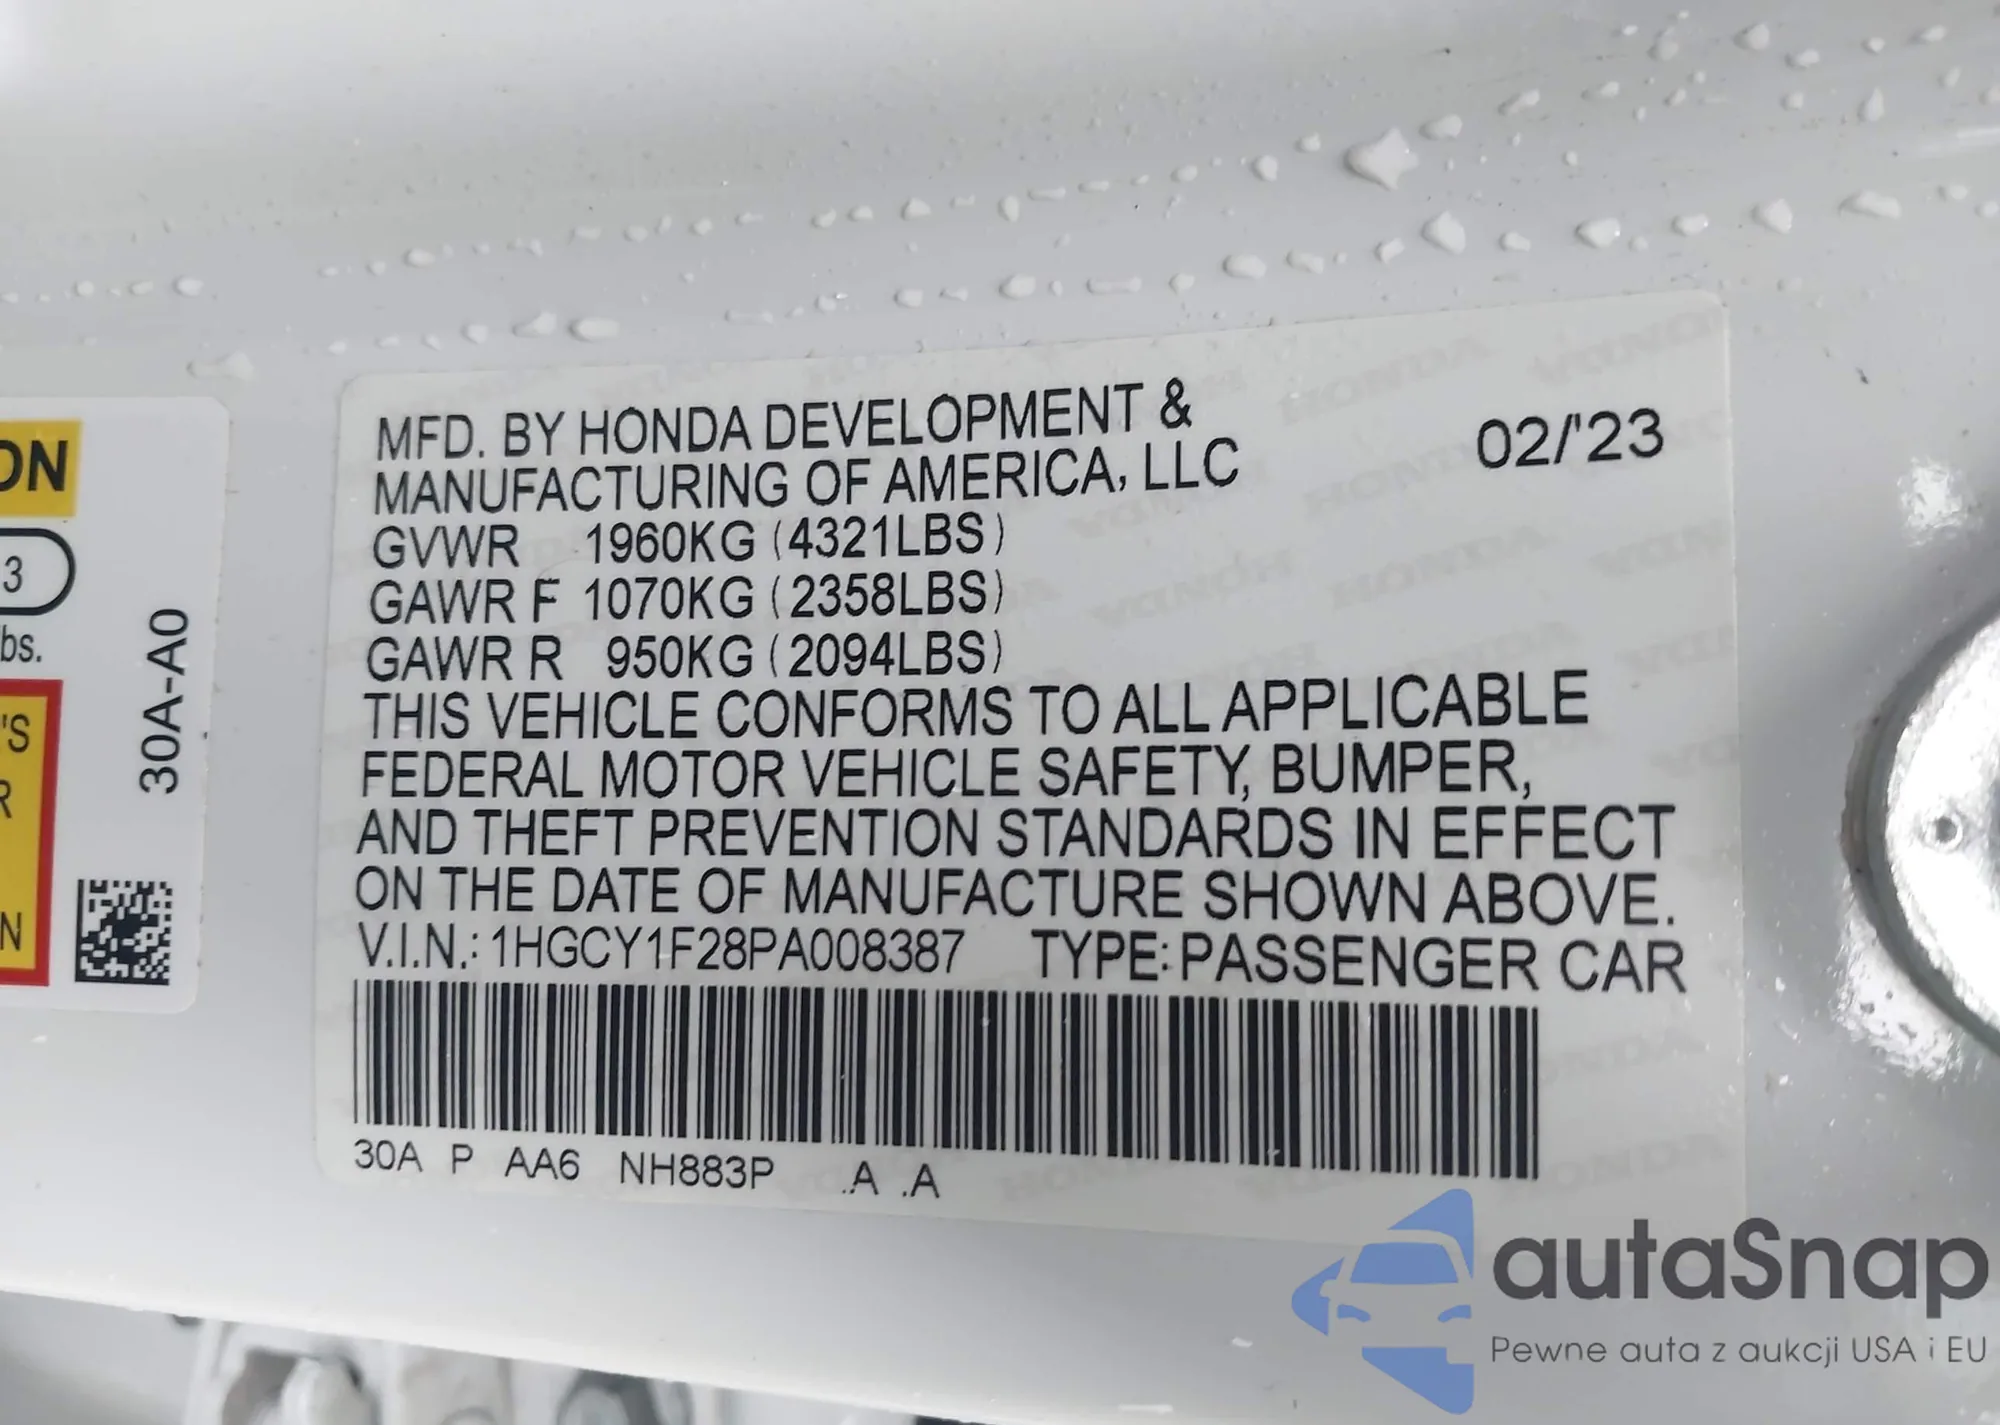 MFD. BY HONDA DEVELOPMENT &
MANUFACTURING OF AMERICA, LLC
02/'23
GVWR 1960KG (4321LBS)
GAWR F 1070KG (2358LBS)
GAWR R 950KG (2094LBS)
THIS VEHICLE CONFORMS TO ALL APPLICABLE
FEDERAL MOTOR VEHICLE SAFETY, BUMPER,
AND THEFT PREVENTION STANDARDS IN EFFECT
ON THE DATE OF MANUFACTURE SHOWN ABOVE.
V.I.N.: 1HGCY1F28PA008387 TYPE: PASSENGER CAR
30A P AA6 NH883P .A .A
ON
3
bs.
'S
R
N
30A-A0
autaSnap
Pewne auta z aukcji USA i EU